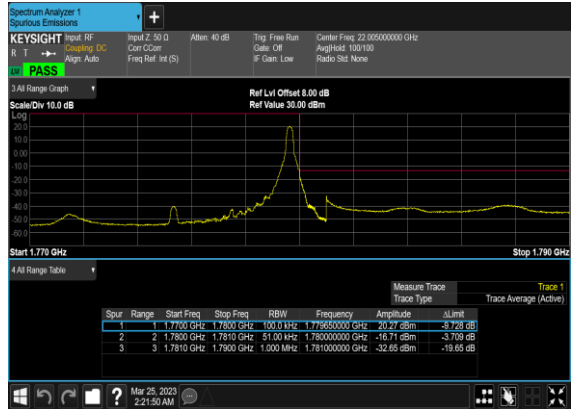 Spectrum Analyzer 1
Spurious Emissions
KEYSIGHT Input: RF Input Z: 50 Ω Atten: 40 dB Trig: Free Run Center Freq: 22.005000000 GHz
R T Coupling: DC Corr CCorr Gate: Off Avg|Hold: 100/100
Align: Auto Freq Ref: Int (S) IF Gain: Low Radio Std: None
LV PASS
3 All Range Graph
Ref Lvl Offset 8.00 dB
Scale/Div 10.0 dB Ref Value 30.00 dBm
Log
20.0
10.0
0.00
-10.0
-20.0
-30.0
-40.0
-50.0
-60.0
Start 1.770 GHz Stop 1.790 GHz
4 All Range Table
Measure Trace Trace 1
Trace Type Trace Average (Active)
Spur Range Start Freq Stop Freq RBW Frequency Amplitude ΔLimit
1 1 1.7700 GHz 1.7800 GHz 100.0 kHz 1.779650000 GHz 20.27 dBm -9.728 dB
2 2 1.7800 GHz 1.7810 GHz 51.00 kHz 1.780000000 GHz -16.71 dBm -3.709 dB
3 3 1.7810 GHz 1.7900 GHz 1.000 MHz 1.781000000 GHz -32.65 dBm -19.65 dB
? Mar 25, 2023
2:21:50 AM